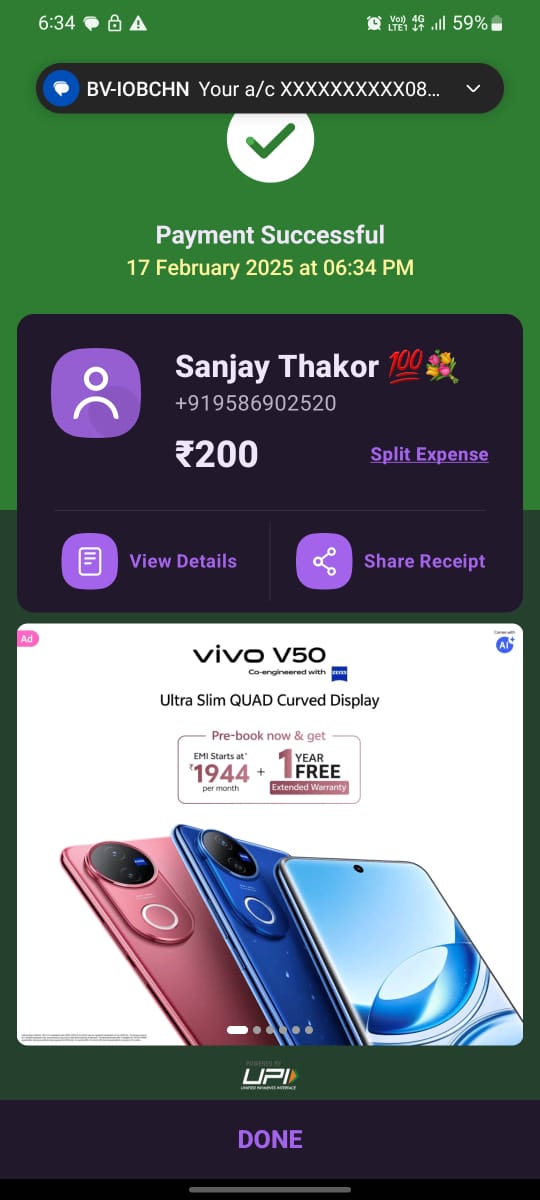 6:34
Vo)) 4G
LTE1
59%
BV-IOBCHN Your a/c XXXXXXXXXX08...
Payment Successful
17 February 2025 at 06:34 PM
Sanjay Thakor 💯💐
+919586902520
₹200
Split Expense
View Details
Share Receipt
Ad
Comes with
AI
vivo V50
Co-engineered with ZEISS
Ultra Slim QUAD Curved Display
Pre-book now & get
EMI Starts at*
₹1944
per month
+
1 YEAR
FREE
Extended Warranty
POWERED BY
UPI
UNIFIED PAYMENTS INTERFACE
DONE